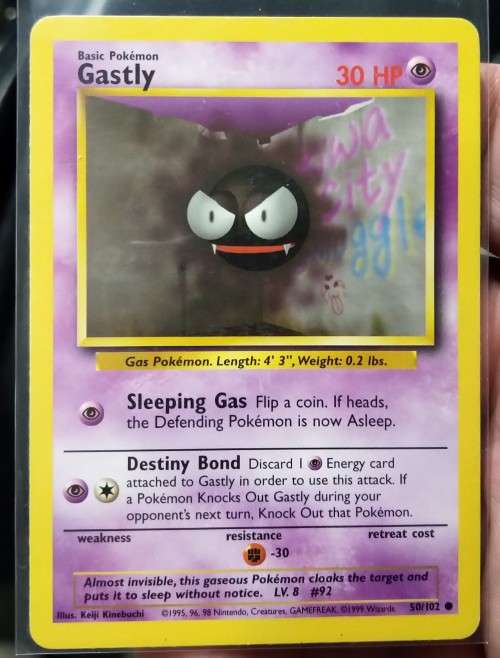 Basic Pokémon
Gastly
30 HP
wa
sity
ggle
Gas Pokémon. Length: 4' 3", Weight: 0.2 lbs.
Sleeping Gas Flip a coin. If heads,
the Defending Pokémon is now Asleep.
Destiny Bond Discard 1 Energy card
attached to Gastly in order to use this attack. If
a Pokémon Knocks Out Gastly during your
opponent's next turn, Knock Out that Pokémon.
weakness resistance retreat cost
-30
Almost invisible, this gaseous Pokémon cloaks the target and
puts it to sleep without notice. LV. 8 #92
Illus. Keiji Kinebuchi ©1995, 96, 98 Nintendo, Creatures, GAMEFREAK. ©1999 Wizards. 50/102